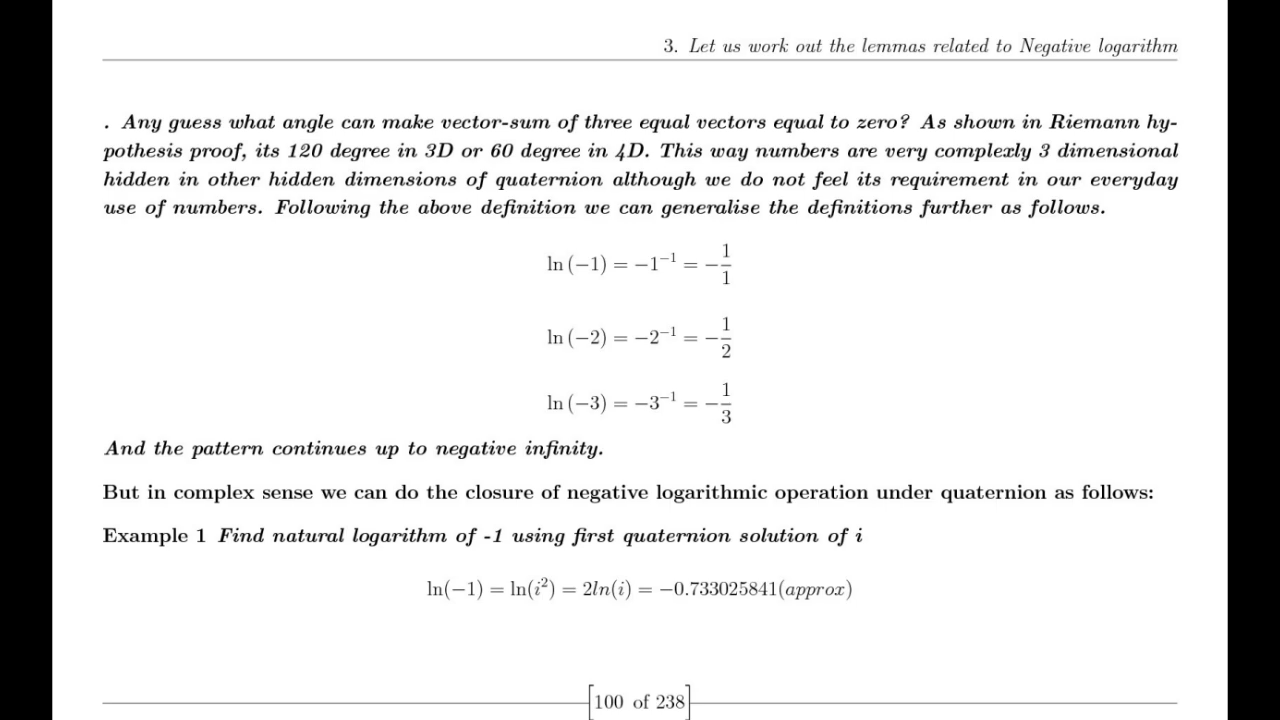 3. Let us work out the lemmas related to Negative logarithm
. Any guess what angle can make vector-sum of three equal vectors equal to zero? As shown in Riemann hy-
pothesis proof, its 120 degree in 3D or 60 degree in 4D. This way numbers are very complexly 3 dimensional
hidden in other hidden dimensions of quaternion although we do not feel its requirement in our everyday
use of numbers. Following the above definition we can generalise the definitions further as follows.
ln (−1) = −1⁻¹ = −1/1
ln (−2) = −2⁻¹ = −1/2
ln (−3) = −3⁻¹ = −1/3
And the pattern continues up to negative infinity.
But in complex sense we can do the closure of negative logarithmic operation under quaternion as follows:
Example 1 Find natural logarithm of -1 using first quaternion solution of i
ln(−1) = ln(i²) = 2ln(i) = −0.733025841(approx)
[100 of 238]